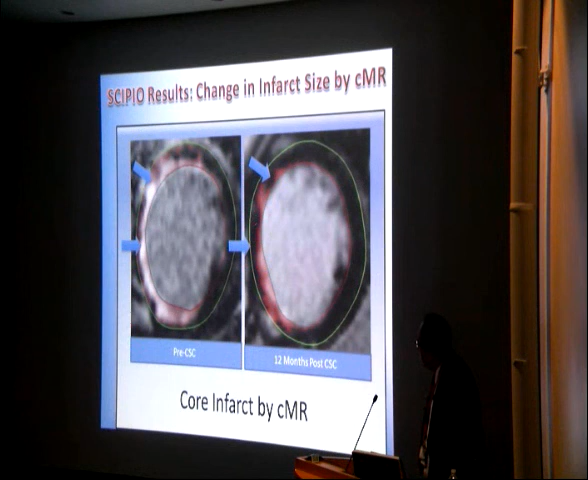 SCIPIO Results: Change in Infarct Size by cMR
Pre-CSC
12 Months Post CSC
Core Infarct by cMR